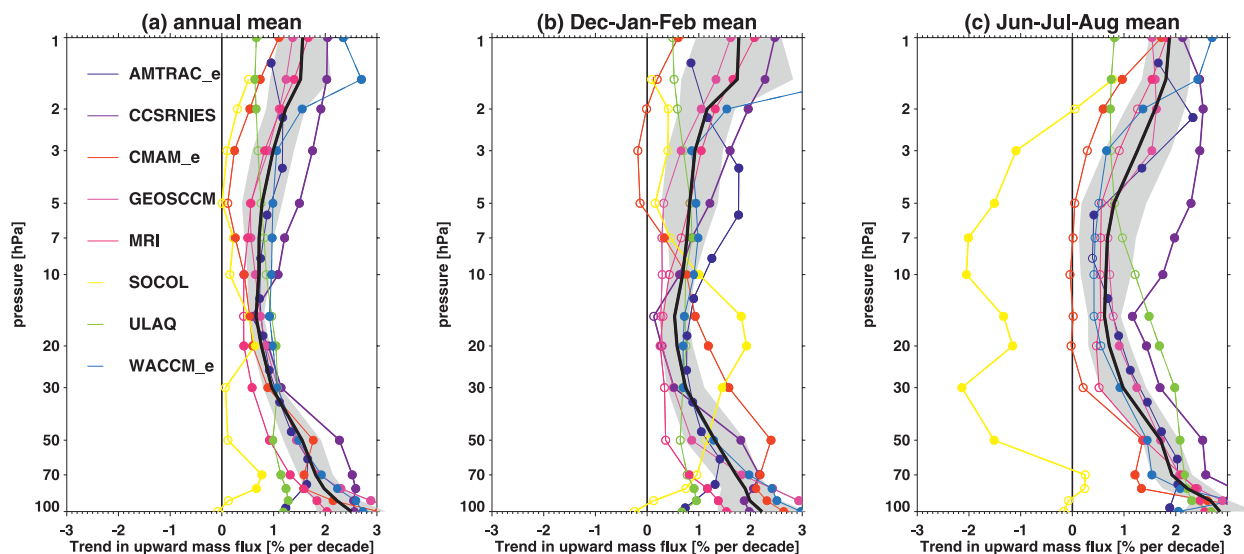 (a) annual mean
(b) Dec-Jan-Feb mean
(c) Jun-Jul-Aug mean
1
2
3
5
7
10
20
30
50
70
100
pressure [hPa]
AMTRAC_e
CCSRNIES
CMAM_e
GEOSCCM
MRI
SOCOL
ULAQ
WACCM_e
-3 -2 -1 0 1 2 3
Trend in upward mass flux [% per decade]
1
2
3
5
7
10
20
30
50
70
100
pressure [hPa]
-3 -2 -1 0 1 2 3
Trend in upward mass flux [% per decade]
1
2
3
5
7
10
20
30
50
70
100
pressure [hPa]
-3 -2 -1 0 1 2 3
Trend in upward mass flux [% per decade]